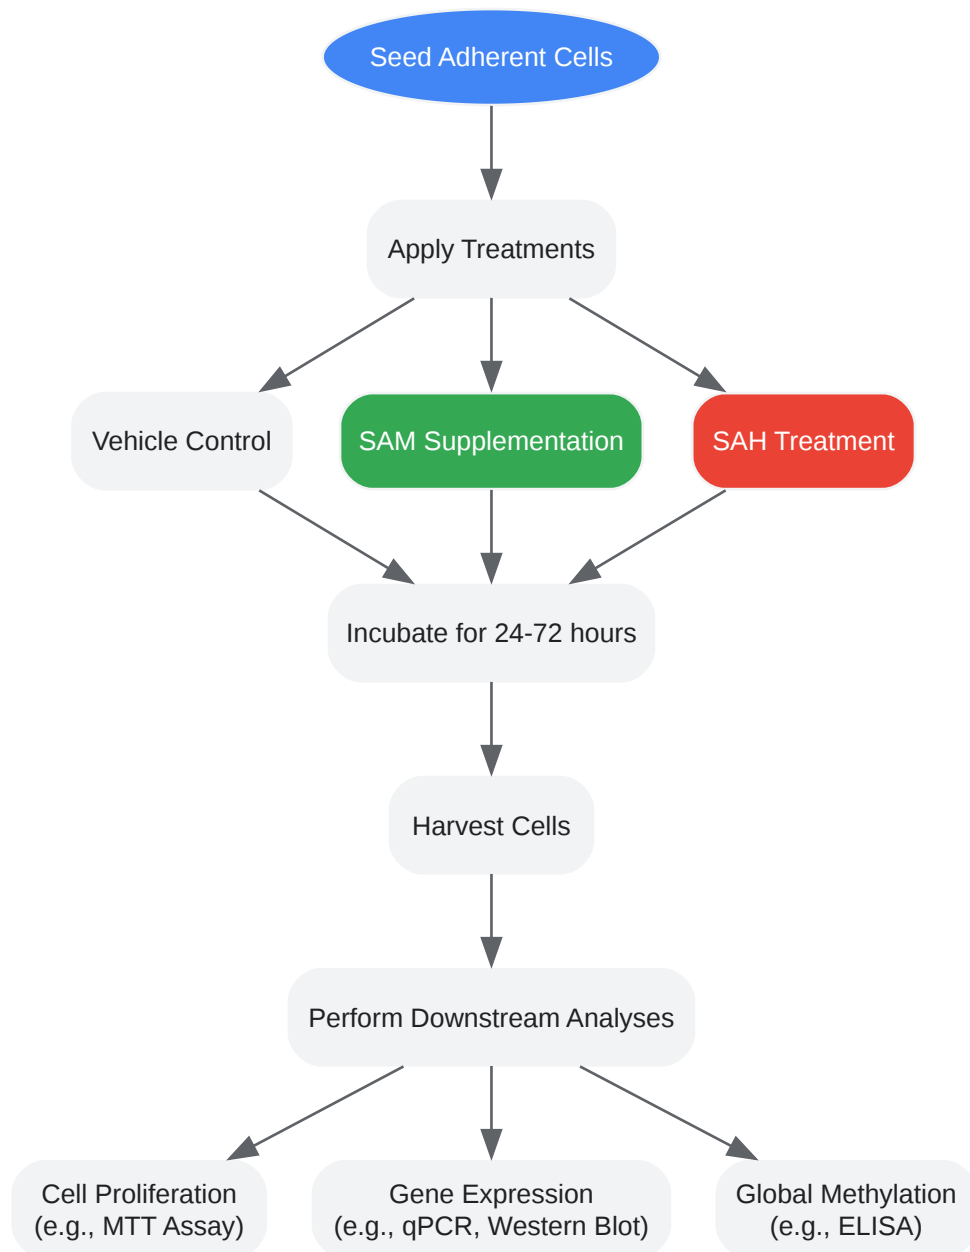 Seed Adherent Cells
Apply Treatments
Vehicle Control
SAM Supplementation
SAH Treatment
Incubate for 24-72 hours
Harvest Cells
Perform Downstream Analyses
Cell Proliferation
(e.g., MTT Assay)
Gene Expression
(e.g., qPCR, Western Blot)
Global Methylation
(e.g., ELISA)